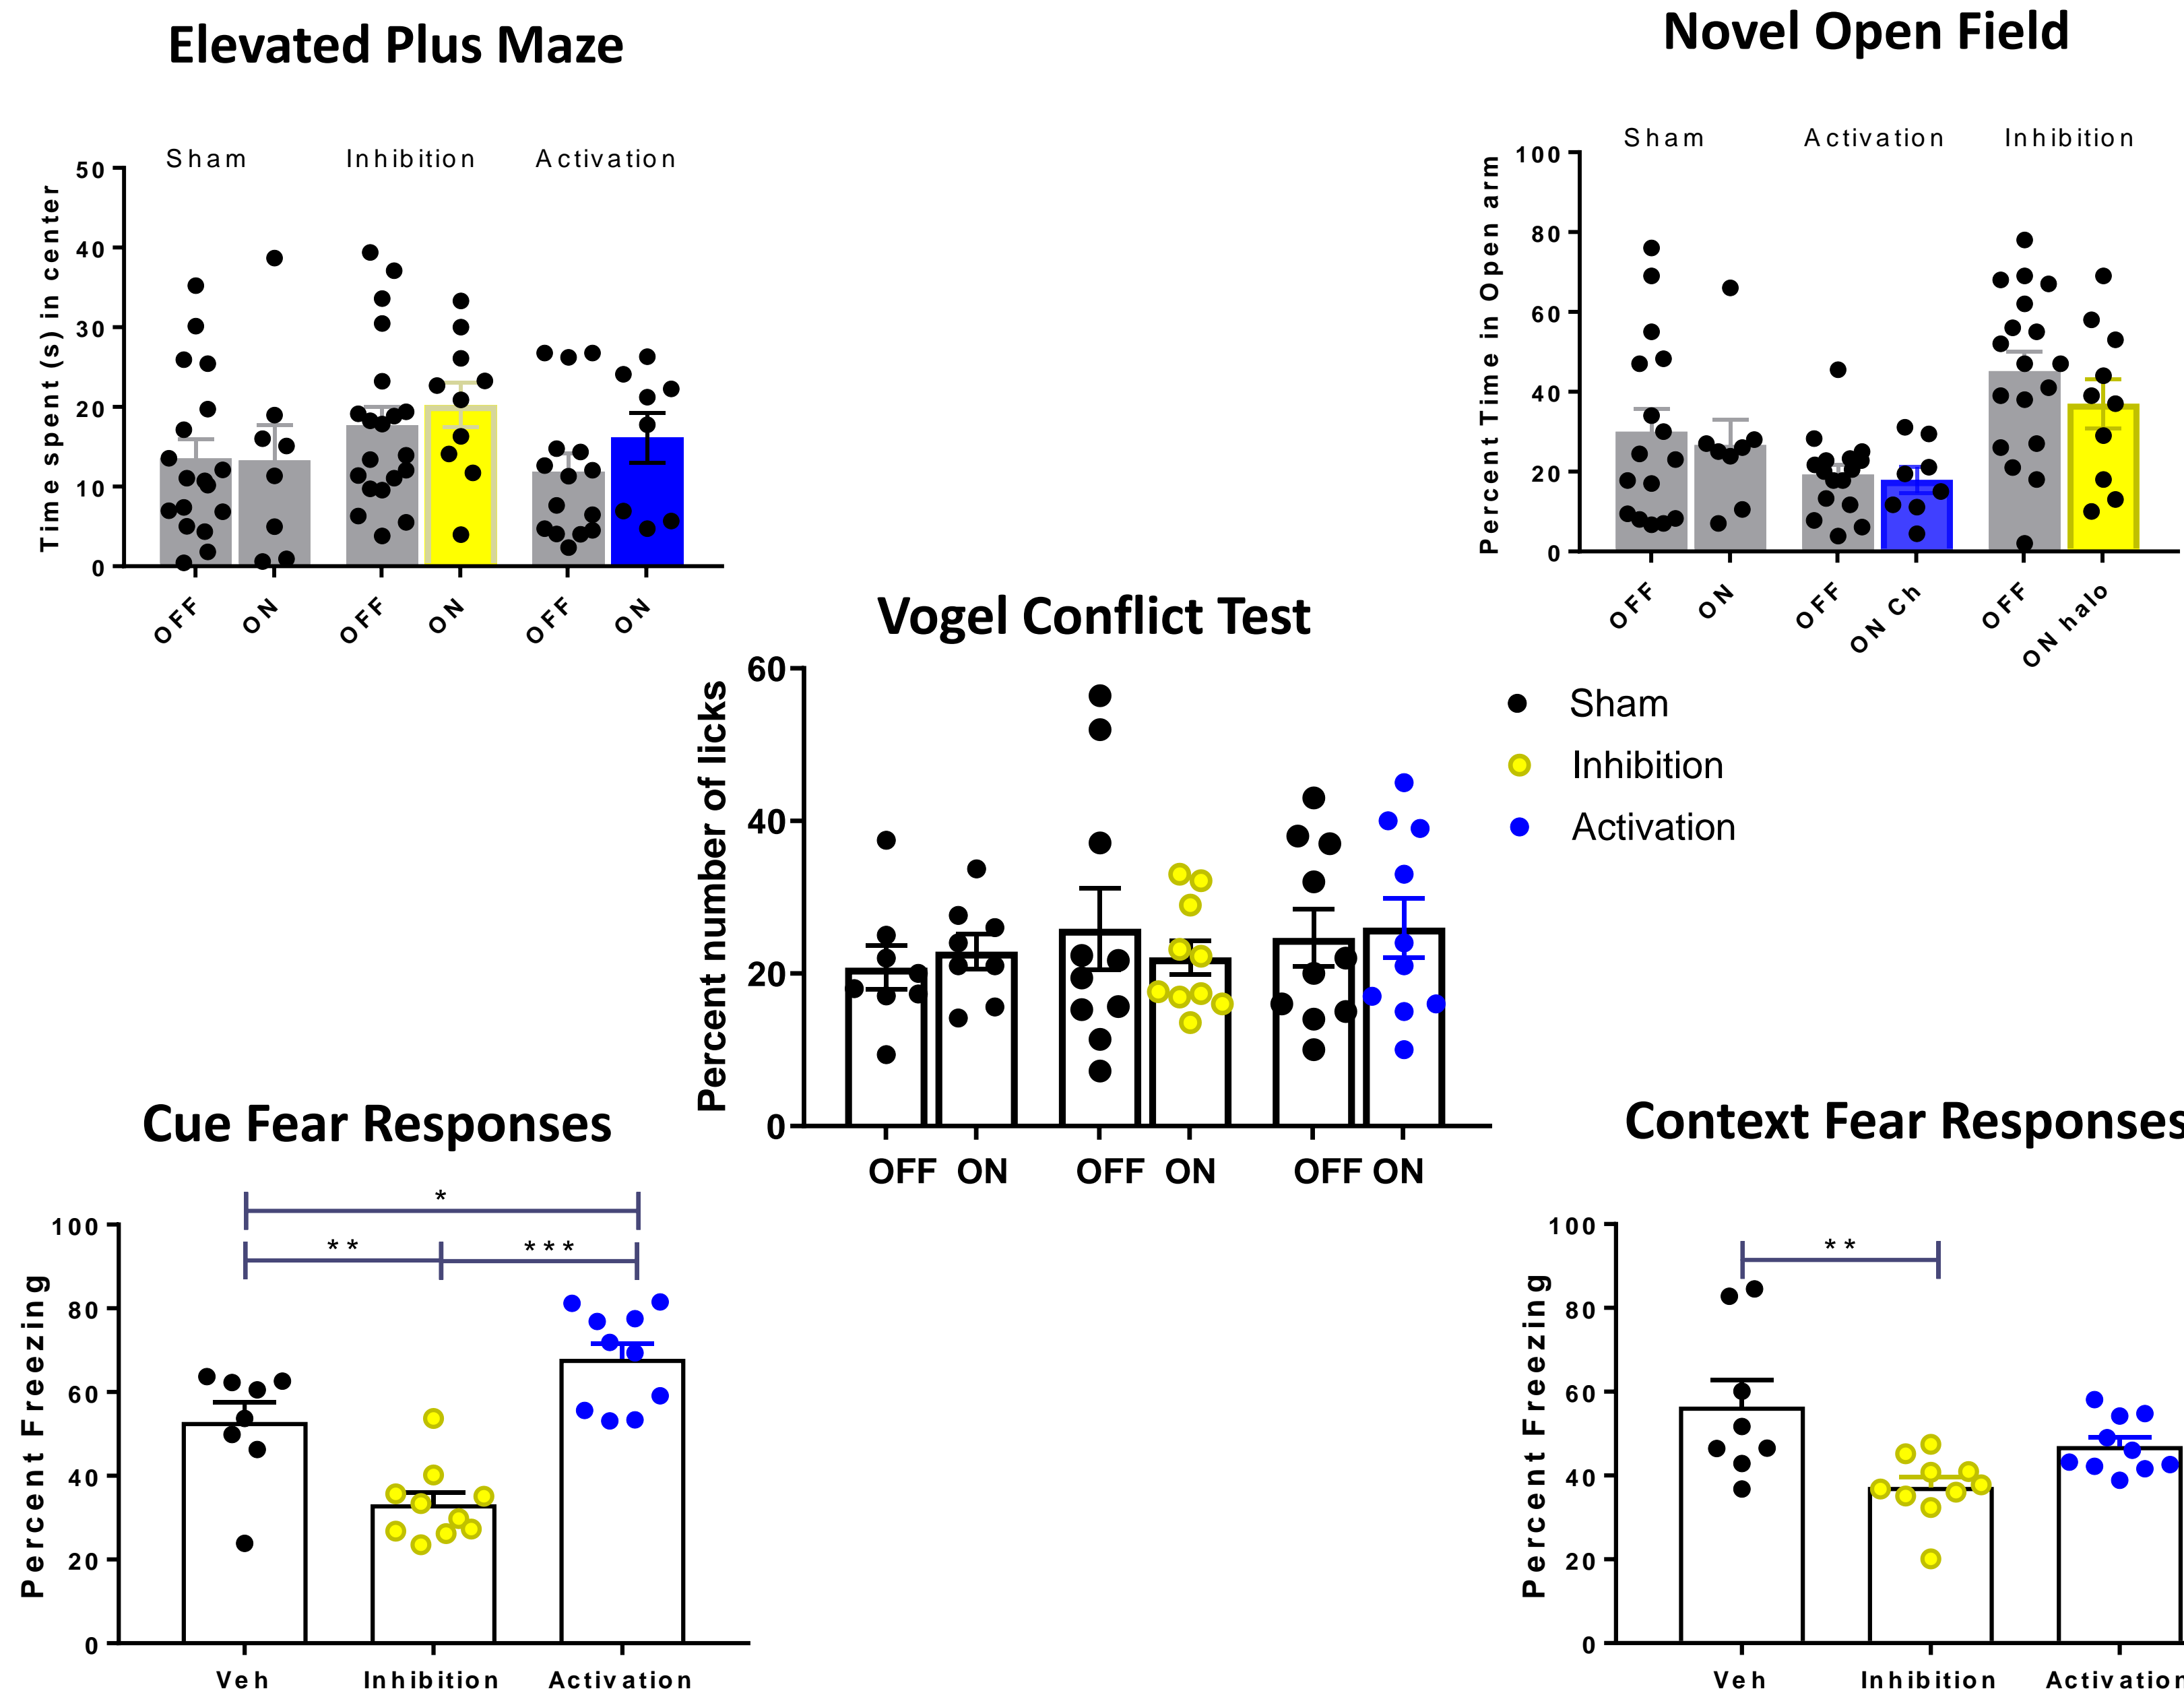 Elevated Plus Maze
Sham Inhibition Activation
Time spent (s) in center
50
40
30
20
10
0
OFF ON OFF ON OFF ON
Novel Open Field
Sham Activation Inhibition
Percent Time in Open arm
100
80
60
40
20
0
OFF ON OFF ON Ch OFF ON halo
Vogel Conflict Test
Percent number of licks
60
40
20
0
OFF ON OFF ON OFF ON
Sham
Inhibition
Activation
Cue Fear Responses
*
** ***
Percent Freezing
100
80
60
40
20
0
Veh Inhibition Activation
Context Fear Responses
**
Percent Freezing
100
80
60
40
20
0
Veh Inhibition Activation